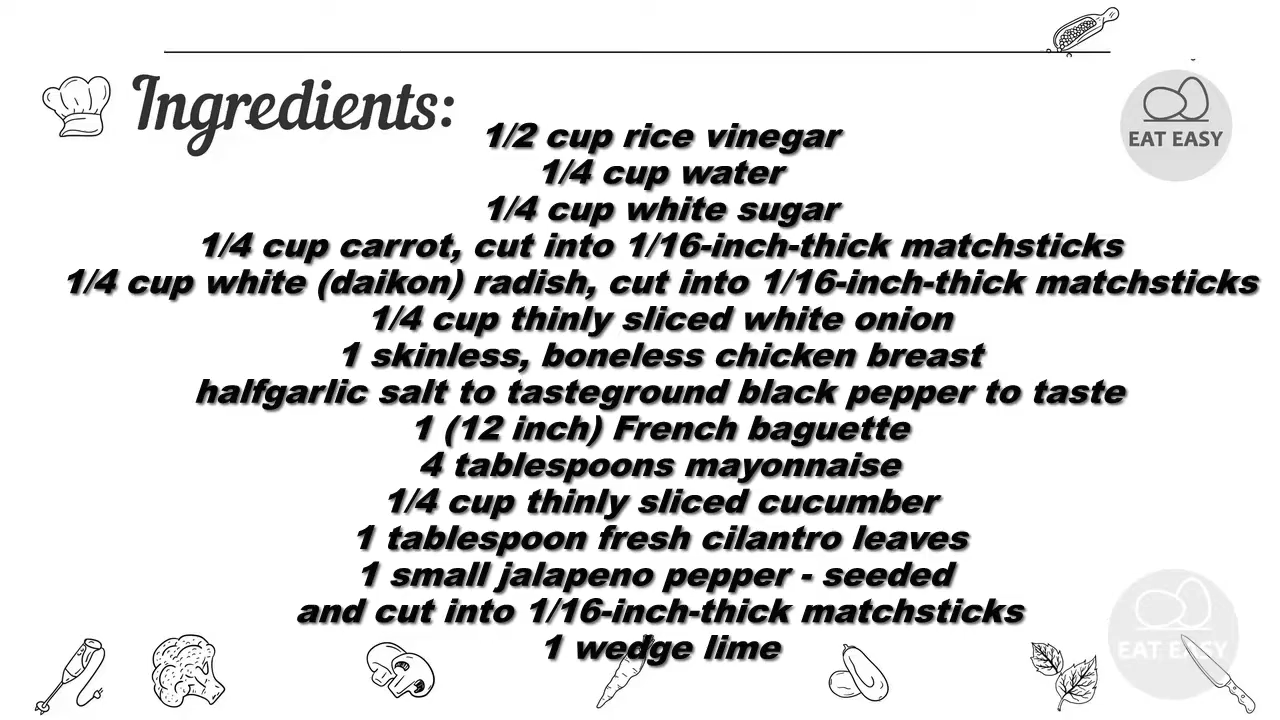 Ingredients:
EAT EASY
1/2 cup rice vinegar
1/4 cup water
1/4 cup white sugar
1/4 cup carrot, cut into 1/16-inch-thick matchsticks
1/4 cup white (daikon) radish, cut into 1/16-inch-thick matchsticks
1/4 cup thinly sliced white onion
1 skinless, boneless chicken breast
halfgarlic salt to tasteground black pepper to taste
1 (12 inch) French baguette
4 tablespoons mayonnaise
1/4 cup thinly sliced cucumber
1 tablespoon fresh cilantro leaves
1 small jalapeno pepper - seeded
and cut into 1/16-inch-thick matchsticks
1 wedge lime
EAT EASY